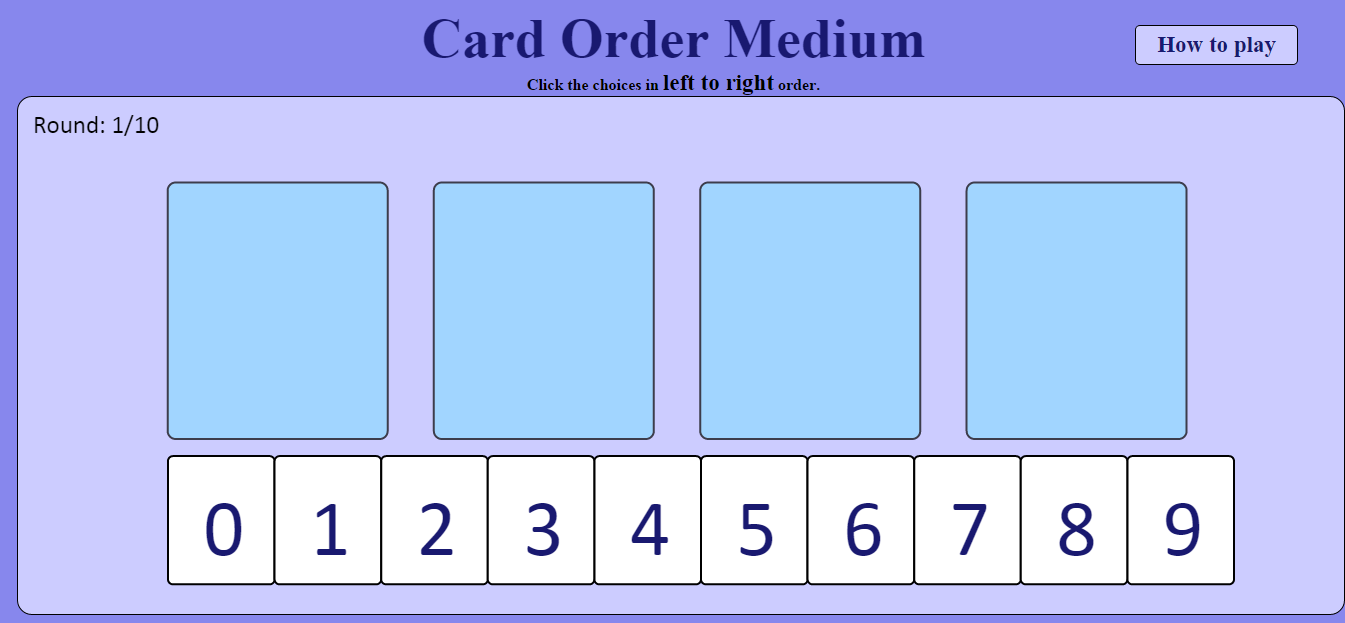 Card Order Medium
How to play
Click the choices in left to right order.
Round: 1/10
0 1 2 3 4 5 6 7 8 9